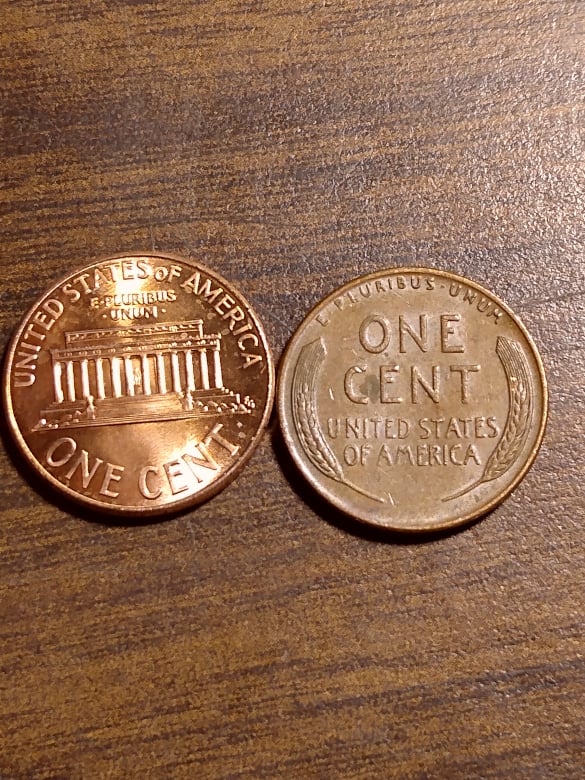 UNITED STATES OF AMERICA
E·PLURIBUS
·UNUM·
ONE CENT
E·PLURIBUS·UNUM
ONE
CENT
UNITED STATES
OF AMERICA